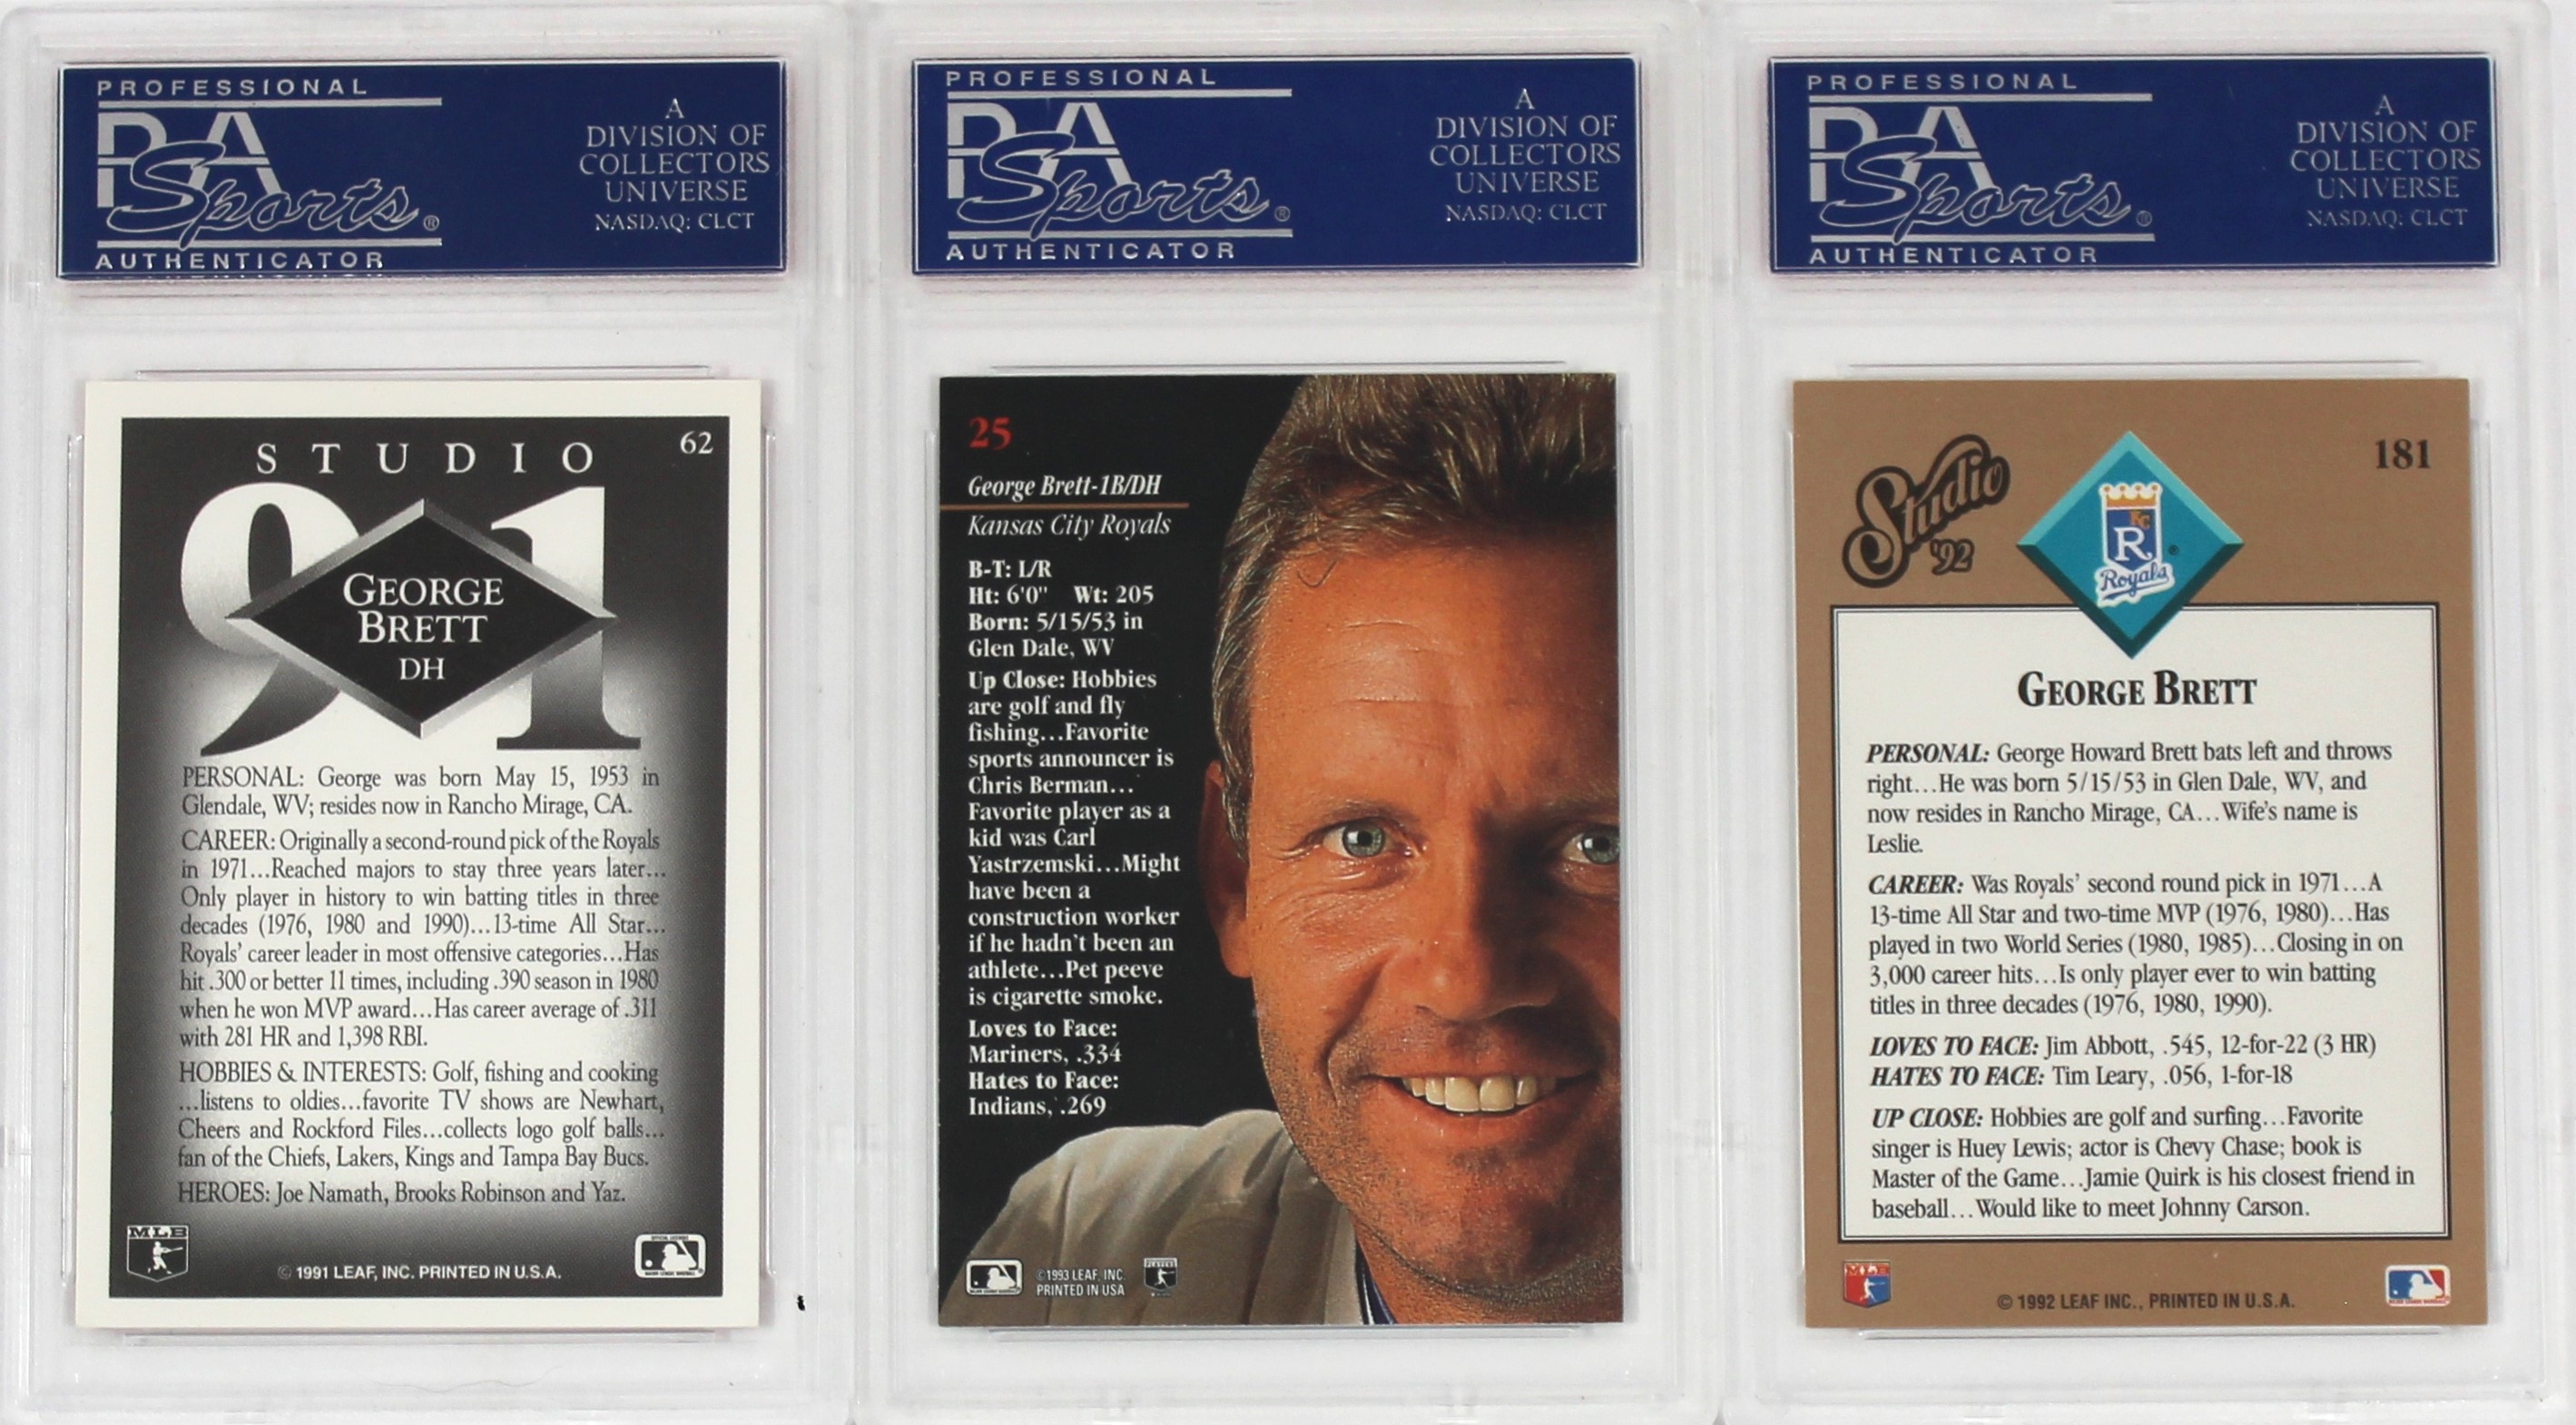 PROFESSIONAL
PSA
Sports®
AUTHENTICATOR
A
DIVISION OF
COLLECTORS
UNIVERSE
NASDAQ: CLCT
STUDIO
62
91
GEORGE
BRETT
DH
PERSONAL: George was born May 15, 1953 in
Glendale, WV; resides now in Rancho Mirage, CA.
CAREER: Originally a second-round pick of the Royals
in 1971...Reached majors to stay three years later...
Only player in history to win batting titles in three
decades (1976, 1980 and 1990)...13-time All Star...
Royals' career leader in most offensive categories...Has
hit .300 or better 11 times, including .390 season in 1980
when he won MVP award...Has career average of .311
with 281 HR and 1,398 RBI.
HOBBIES & INTERESTS: Golf, fishing and cooking
...listens to oldies...favorite TV shows are Newhart,
Cheers and Rockford Files...collects logo golf balls...
fan of the Chiefs, Lakers, Kings and Tampa Bay Bucs.
HEROES: Joe Namath, Brooks Robinson and Yaz.
MLB
© 1991 LEAF, INC. PRINTED IN U.S.A.
PROFESSIONAL
PSA
Sports®
AUTHENTICATOR
A
DIVISION OF
COLLECTORS
UNIVERSE
NASDAQ: CLCT
25
George Brett-1B/DH
Kansas City Royals
B-T: L/R
Ht: 6'0" Wt: 205
Born: 5/15/53 in
Glen Dale, WV
Up Close: Hobbies
are golf and fly
fishing...Favorite
sports announcer is
Chris Berman...
Favorite player as a
kid was Carl
Yastrzemski...Might
have been a
construction worker
if he hadn't been an
athlete...Pet peeve
is cigarette smoke.
Loves to Face:
Mariners, .334
Hates to Face:
Indians, .269
©1993 LEAF, INC.
PRINTED IN USA
PROFESSIONAL
PSA
Sports®
AUTHENTICATOR
A
DIVISION OF
COLLECTORS
UNIVERSE
NASDAQ: CLCT
Studio
'92
181
KC
R
Royals
GEORGE BRETT
PERSONAL: George Howard Brett bats left and throws
right...He was born 5/15/53 in Glen Dale, WV, and
now resides in Rancho Mirage, CA...Wife's name is
Leslie.
CAREER: Was Royals' second round pick in 1971...A
13-time All Star and two-time MVP (1976, 1980)...Has
played in two World Series (1980, 1985)...Closing in on
3,000 career hits...Is only player ever to win batting
titles in three decades (1976, 1980, 1990).
LOVES TO FACE: Jim Abbott, .545, 12-for-22 (3 HR)
HATES TO FACE: Tim Leary, .056, 1-for-18
UP CLOSE: Hobbies are golf and surfing...Favorite
singer is Huey Lewis; actor is Chevy Chase; book is
Master of the Game...Jamie Quirk is his closest friend in
baseball...Would like to meet Johnny Carson.
MLB
© 1992 LEAF INC., PRINTED IN U.S.A.